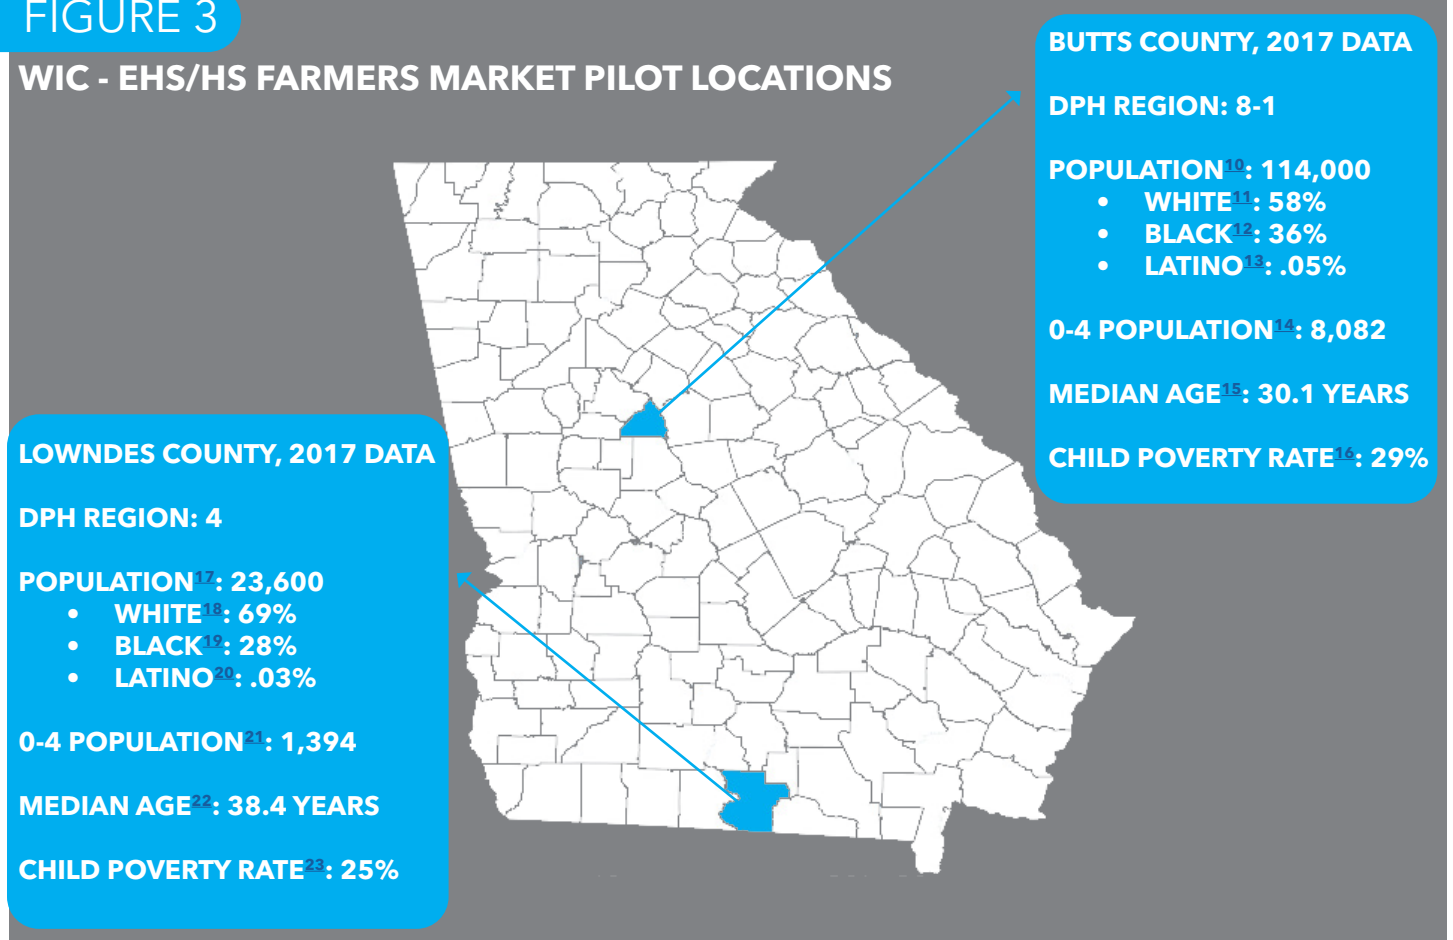 FIGURE 3
WIC - EHS/HS FARMERS MARKET PILOT LOCATIONS
BUTTS COUNTY, 2017 DATA
DPH REGION: 8-1
POPULATION10: 114,000
• WHITE11: 58%
• BLACK12: 36%
• LATINO13: .05%
0-4 POPULATION14: 8,082
MEDIAN AGE15: 30.1 YEARS
CHILD POVERTY RATE16: 29%
LOWNDES COUNTY, 2017 DATA
DPH REGION: 4
POPULATION17: 23,600
• WHITE18: 69%
• BLACK19: 28%
• LATINO20: .03%
0-4 POPULATION21: 1,394
MEDIAN AGE22: 38.4 YEARS
CHILD POVERTY RATE23: 25%